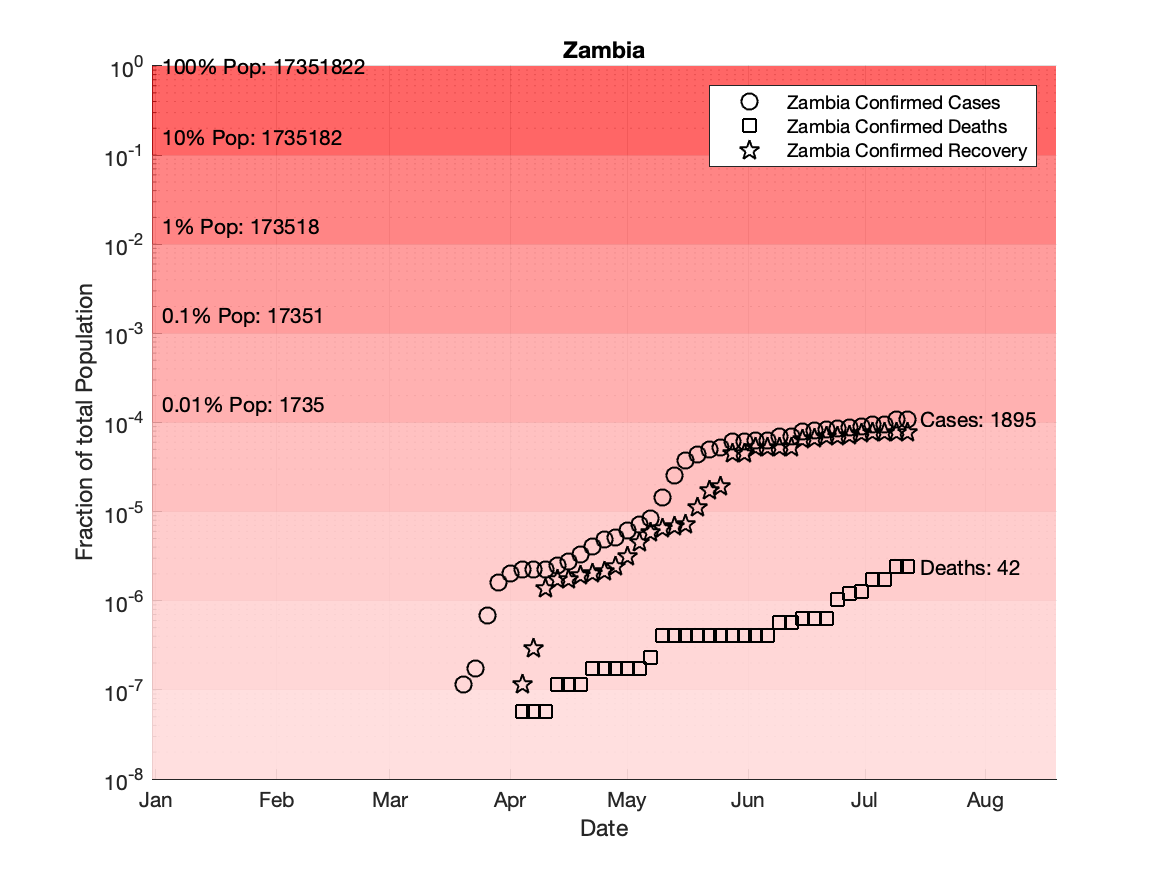 Zambia
10^0
100% Pop: 17351822
Zambia Confirmed Cases
Zambia Confirmed Deaths
Zambia Confirmed Recovery
10% Pop: 1735182
10^-1
1% Pop: 173518
10^-2
0.1% Pop: 17351
10^-3
0.01% Pop: 1735
10^-4
Cases: 1895
10^-5
Deaths: 42
10^-6
10^-7
10^-8
Fraction of total Population
Jan Feb Mar Apr May Jun Jul Aug
Date